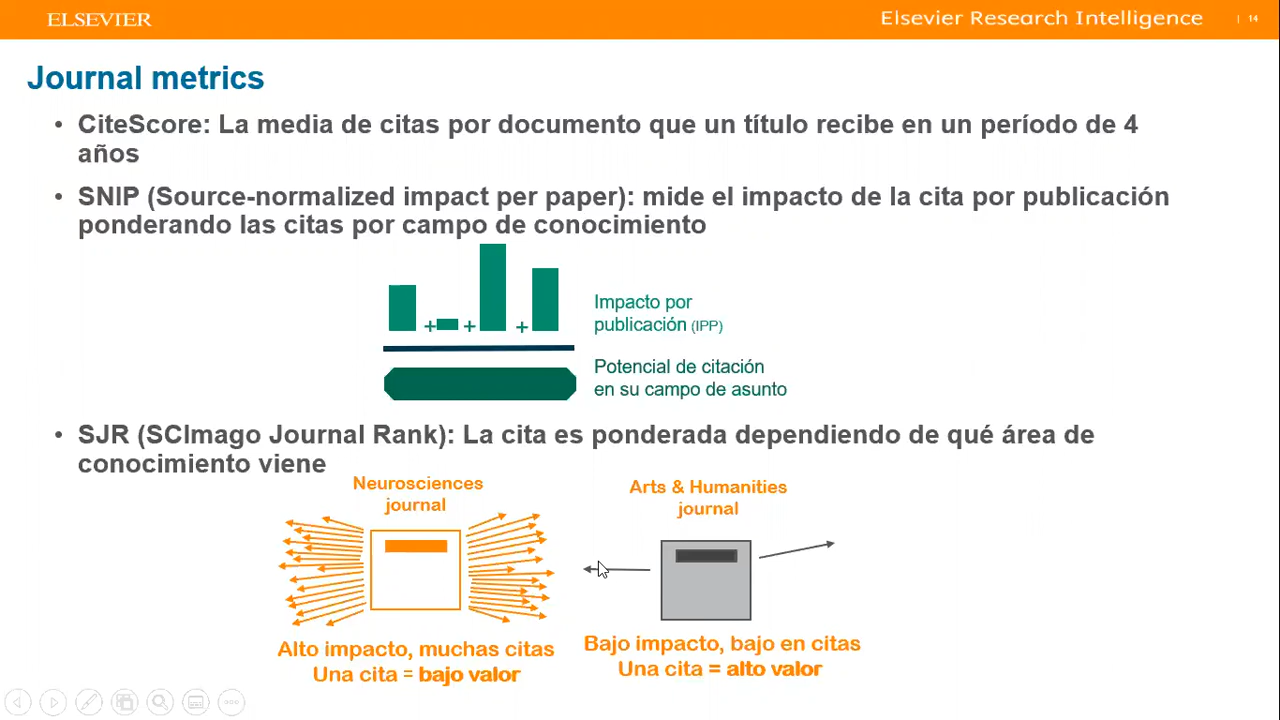 ELSEVIER
Elsevier Research Intelligence | 14
Journal metrics
• CiteScore: La media de citas por documento que un título recibe en un período de 4
años
• SNIP (Source-normalized impact per paper): mide el impacto de la cita por publicación
ponderando las citas por campo de conocimiento
+ + +
Impacto por
publicación (IPP)
Potencial de citación
en su campo de asunto
• SJR (SCImago Journal Rank): La cita es ponderada dependiendo de qué área de
conocimiento viene
Neurosciences
journal
Arts & Humanities
journal
Alto impacto, muchas citas
Una cita = bajo valor
Bajo impacto, bajo en citas
Una cita = alto valor